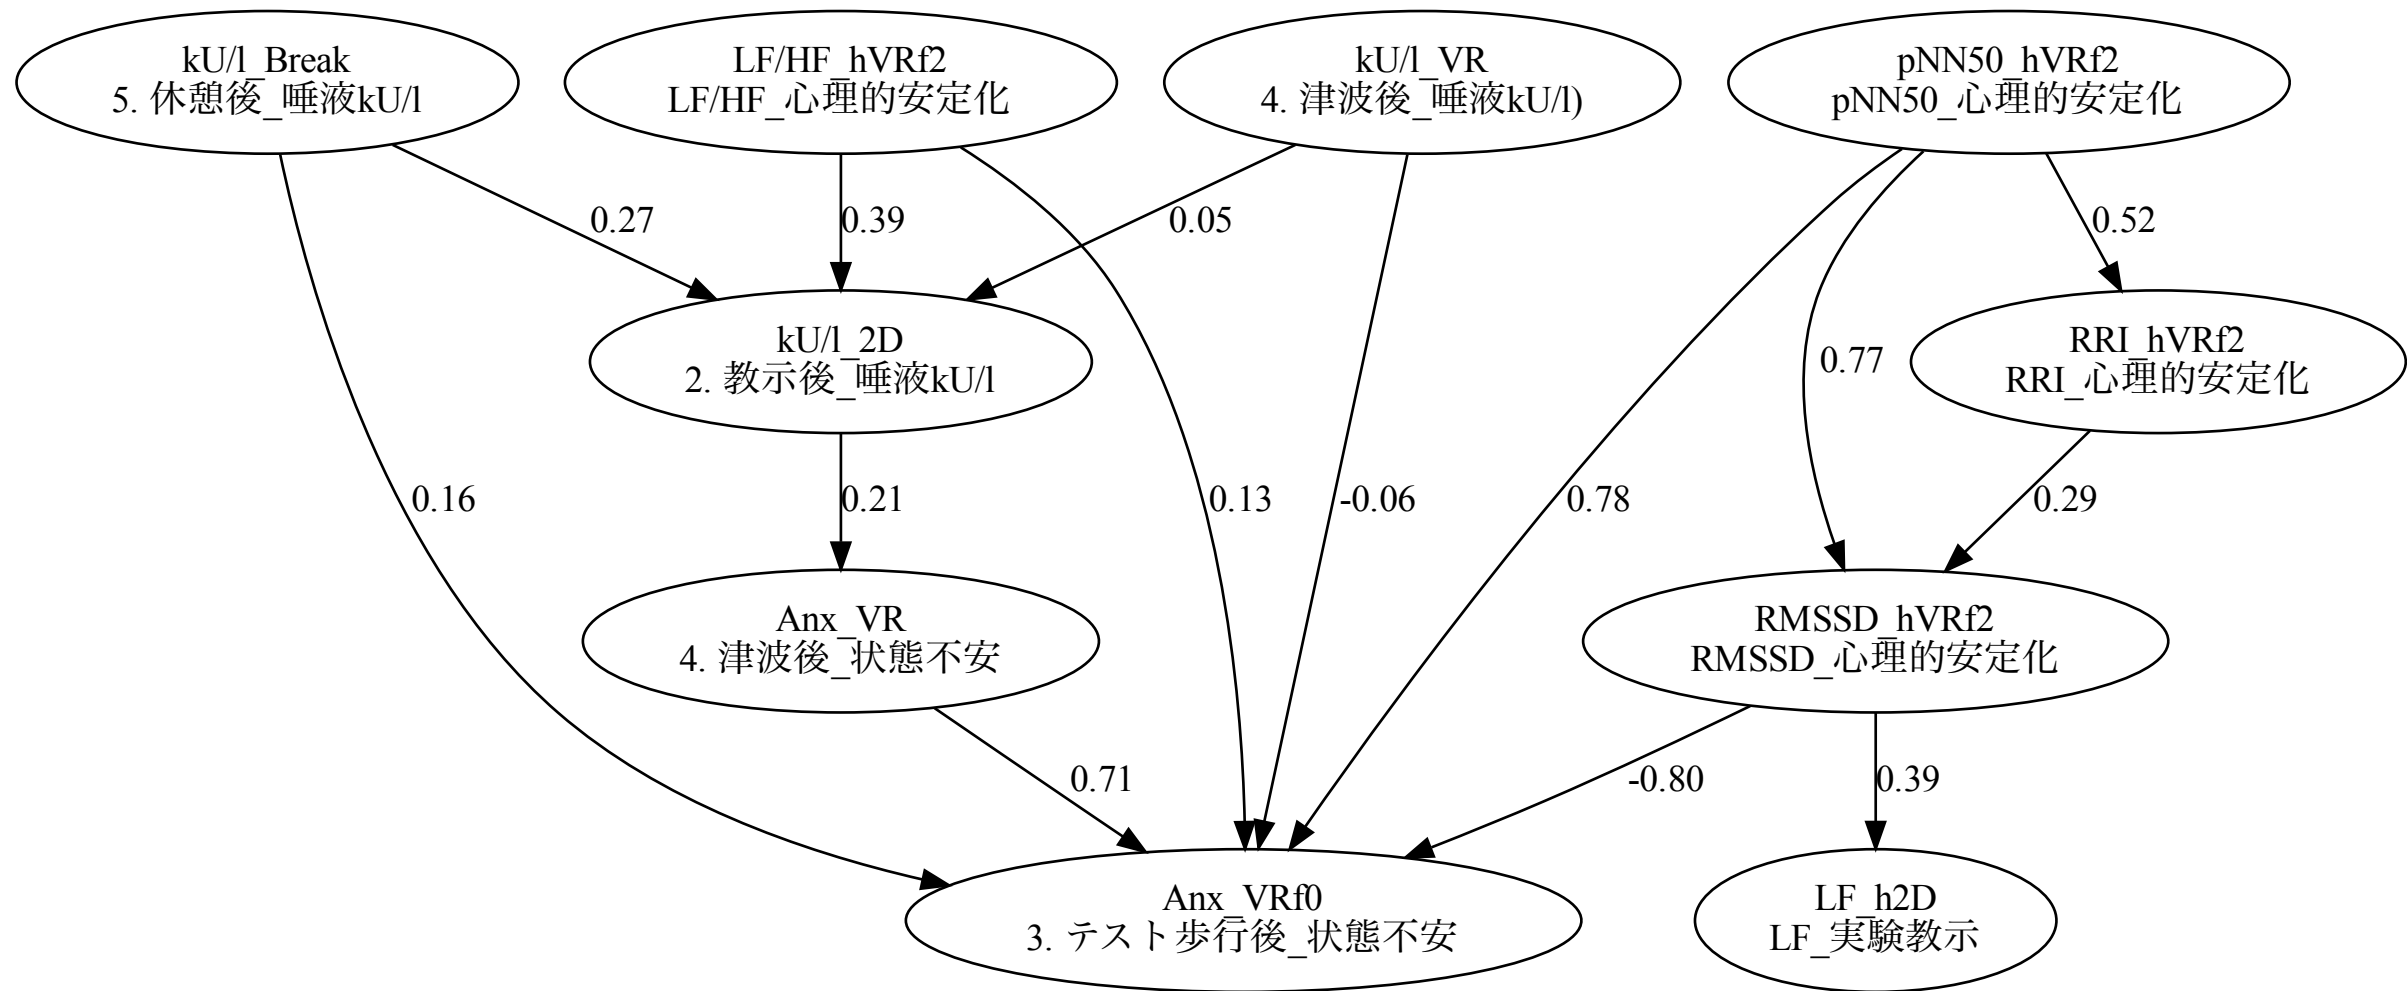 kU/l_Break
5. 休憩後_唾液kU/l
LF/HF_hVRf2
LF/HF_心理的安定化
kU/l_VR
4. 津波後_唾液kU/l)
pNN50_hVRf2
pNN50_心理的安定化
0.27
0.39
0.05
0.52
kU/l_2D
2. 教示後_唾液kU/l
0.77
RRI_hVRf2
RRI_心理的安定化
0.16
0.21
0.13
-0.06
0.78
0.29
Anx_VR
4. 津波後_状態不安
RMSSD_hVRf2
RMSSD_心理的安定化
0.71
-0.80
0.39
Anx_VRf0
3. テスト歩行後_状態不安
LF_h2D
LF_実験教示